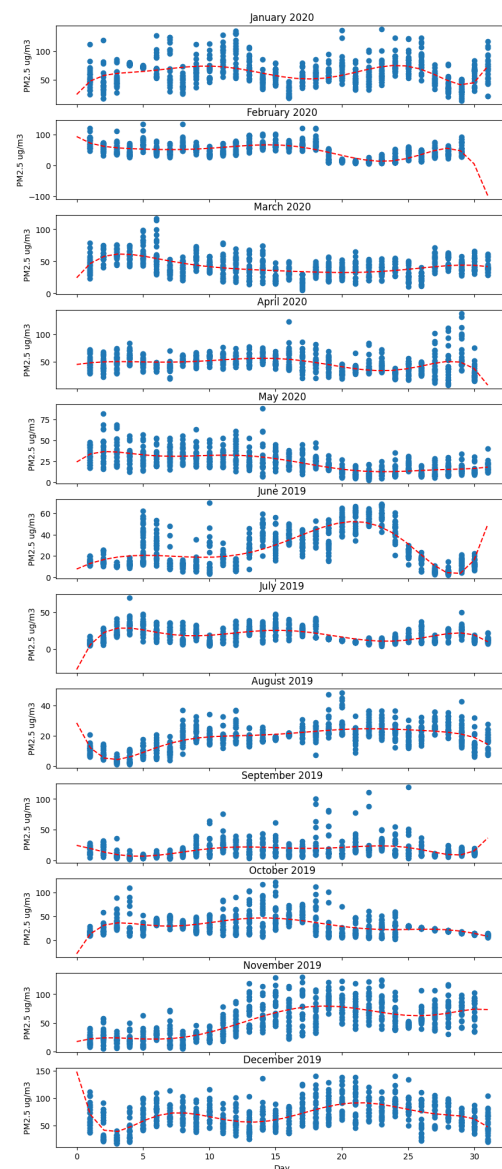 January 2020
PM2.5 ug/m3
100
50
February 2020
PM2.5 ug/m3
100
0
−100
March 2020
PM2.5 ug/m3
100
50
0
April 2020
PM2.5 ug/m3
100
50
May 2020
PM2.5 ug/m3
75
50
25
0
June 2019
PM2.5 ug/m3
60
40
20
0
July 2019
PM2.5 ug/m3
50
0
August 2019
PM2.5 ug/m3
40
20
0
September 2019
PM2.5 ug/m3
100
50
0
October 2019
PM2.5 ug/m3
100
50
0
November 2019
PM2.5 ug/m3
100
50
0
December 2019
PM2.5 ug/m3
150
100
50
0 5 10 15 20 25 30
Day